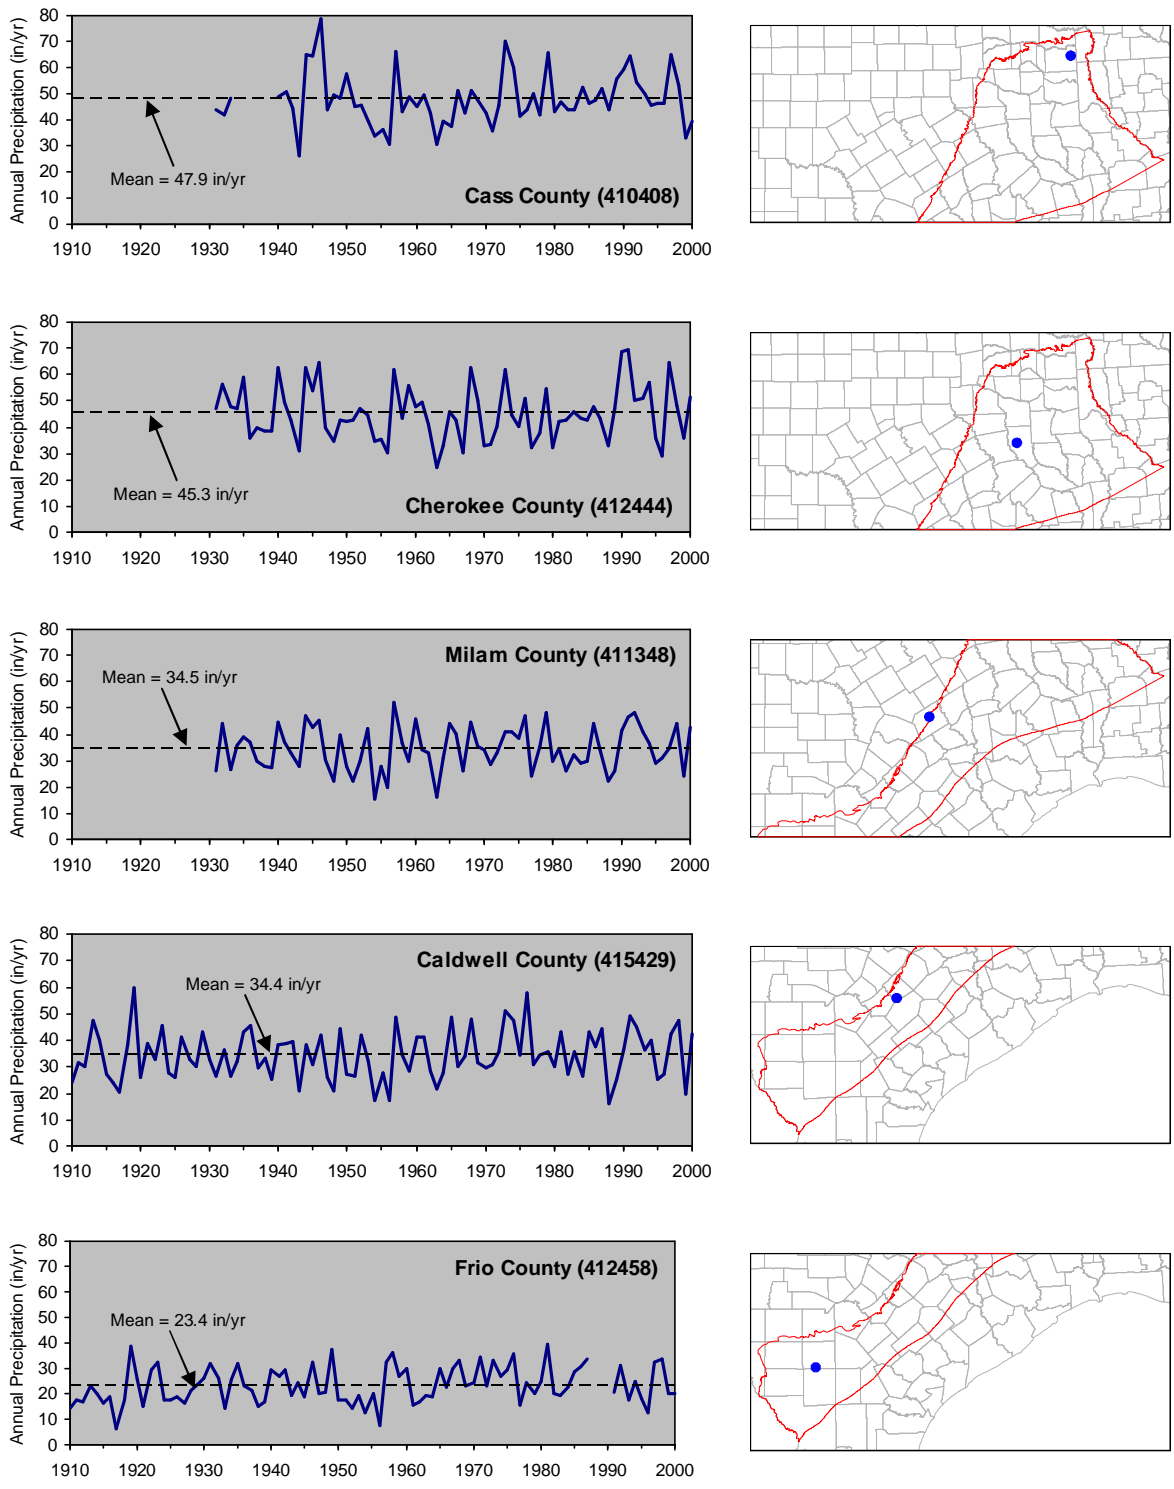 Annual Precipitation (in/yr)
80
70
60
50
40
30
20
10
0
Mean = 47.9 in/yr
Cass County (410408)
1910 1920 1930 1940 1950 1960 1970 1980 1990 2000
Annual Precipitation (in/yr)
80
70
60
50
40
30
20
10
0
Mean = 45.3 in/yr
Cherokee County (412444)
1910 1920 1930 1940 1950 1960 1970 1980 1990 2000
Annual Precipitation (in/yr)
80
70
60
50
40
30
20
10
0
Milam County (411348)
Mean = 34.5 in/yr
1910 1920 1930 1940 1950 1960 1970 1980 1990 2000
Annual Precipitation (in/yr)
80
70
60
50
40
30
20
10
0
Caldwell County (415429)
Mean = 34.4 in/yr
1910 1920 1930 1940 1950 1960 1970 1980 1990 2000
Annual Precipitation (in/yr)
80
70
60
50
40
30
20
10
0
Frio County (412458)
Mean = 23.4 in/yr
1910 1920 1930 1940 1950 1960 1970 1980 1990 2000